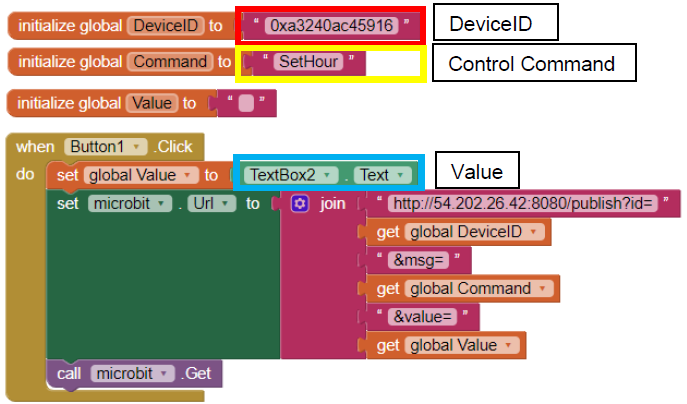 initialize global DeviceID to " 0xa3240ac45916 " DeviceID
initialize global Command to " SetHour " Control Command
initialize global Value to " "
when Button1 .Click
do set global Value to TextBox2 . Text Value
set microbit . Url to join " http://54.202.26.42:8080/publish?id= "
get global DeviceID
" &msg= "
get global Command
" &value= "
get global Value
call microbit .Get